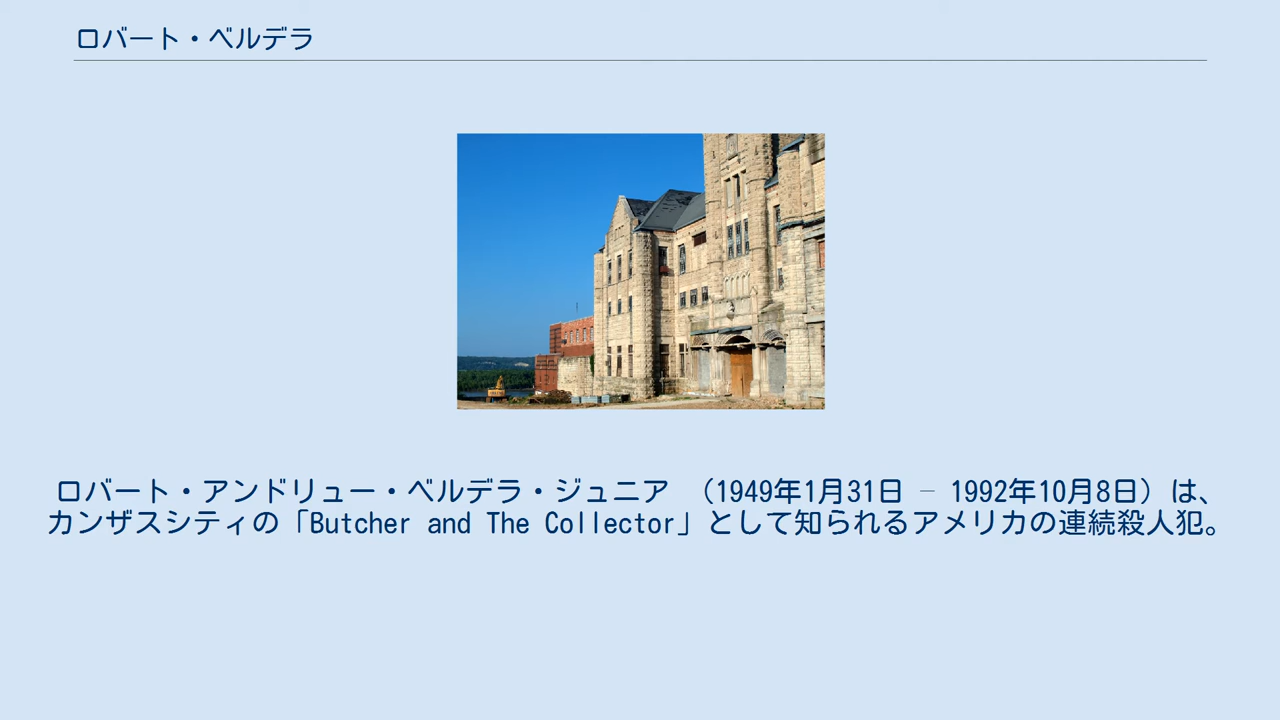 ロバート・ベルデラ
ロバート・アンドリュー・ベルデラ・ジュニア （1949年1月31日 – 1992年10月8日）は、
カンザスシティの「Butcher and The Collector」として知られるアメリカの連続殺人犯。